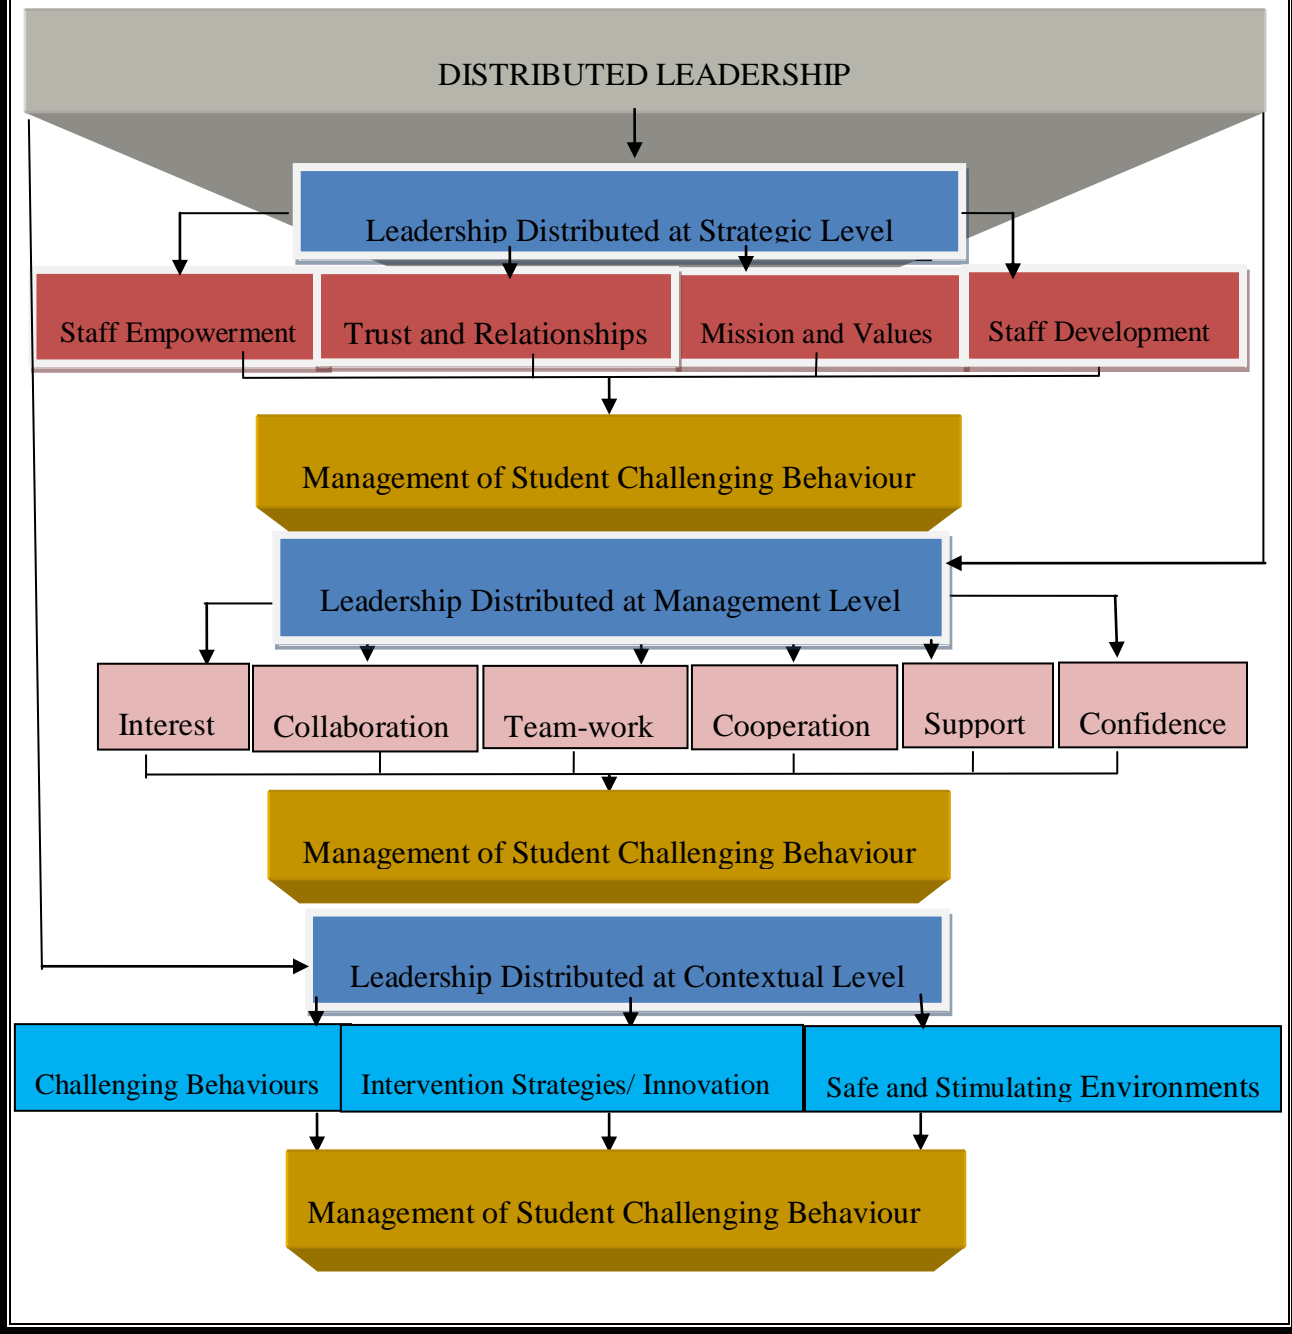 DISTRIBUTED LEADERSHIP
Leadership Distributed at Strategic Level
Staff Empowerment
Trust and Relationships
Mission and Values
Staff Development
Management of Student Challenging Behaviour
Leadership Distributed at Management Level
Interest
Collaboration
Team-work
Cooperation
Support
Confidence
Management of Student Challenging Behaviour
Leadership Distributed at Contextual Level
Challenging Behaviours
Intervention Strategies/ Innovation
Safe and Stimulating Environments
Management of Student Challenging Behaviour